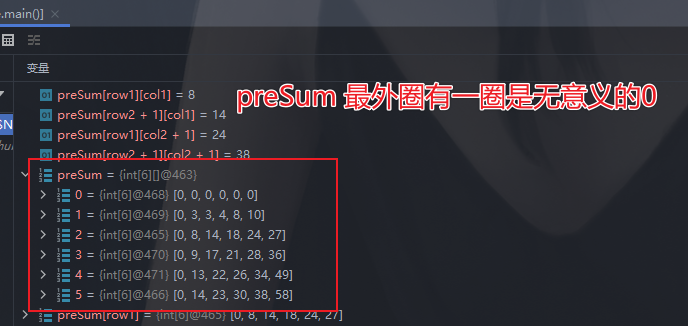 e.main()]
变量
preSum[row1][col1] = 8
preSum 最外圈有一圈是无意义的0
preSum[row2 + 1][col1] = 14
SN
preSum[row1][col2 + 1] = 24
preSum[row2 + 1][col2 + 1] = 38
preSum = {int[6][]@463}
0 = {int[6]@468} [0, 0, 0, 0, 0, 0]
1 = {int[6]@469} [0, 3, 3, 4, 8, 10]
2 = {int[6]@465} [0, 8, 14, 18, 24, 27]
3 = {int[6]@470} [0, 9, 17, 21, 28, 36]
4 = {int[6]@471} [0, 13, 22, 26, 34, 49]
5 = {int[6]@466} [0, 14, 23, 30, 38, 58]
preSum[row1] = {int[6]@465} [0, 8, 14, 18, 24, 27]